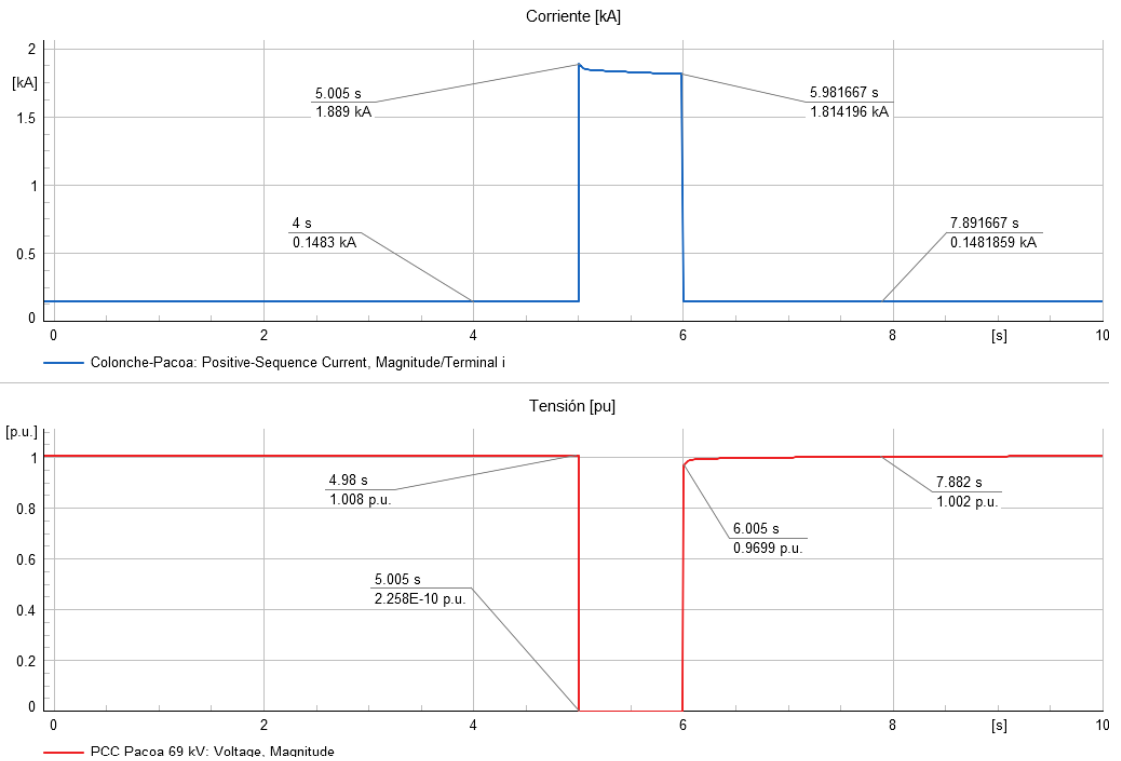 Corriente [kA]
2
[kA]
5.005 s
1.889 kA
5.981667 s
1.814196 kA
1.5
1
4 s
0.1483 kA
7.891667 s
0.1481859 kA
0.5
0
0 2 4 6 8 [s] 10
Colonche-Pacoa: Positive-Sequence Current, Magnitude/Terminal i
Tensión [pu]
[p.u.]
1
4.98 s
1.008 p.u.
7.882 s
1.002 p.u.
0.8
6.005 s
0.9699 p.u.
0.6
5.005 s
2.258E-10 p.u.
0.4
0.2
0
0 2 4 6 8 [s] 10
PCC Pacoa 69 kV: Voltage, Magnitude